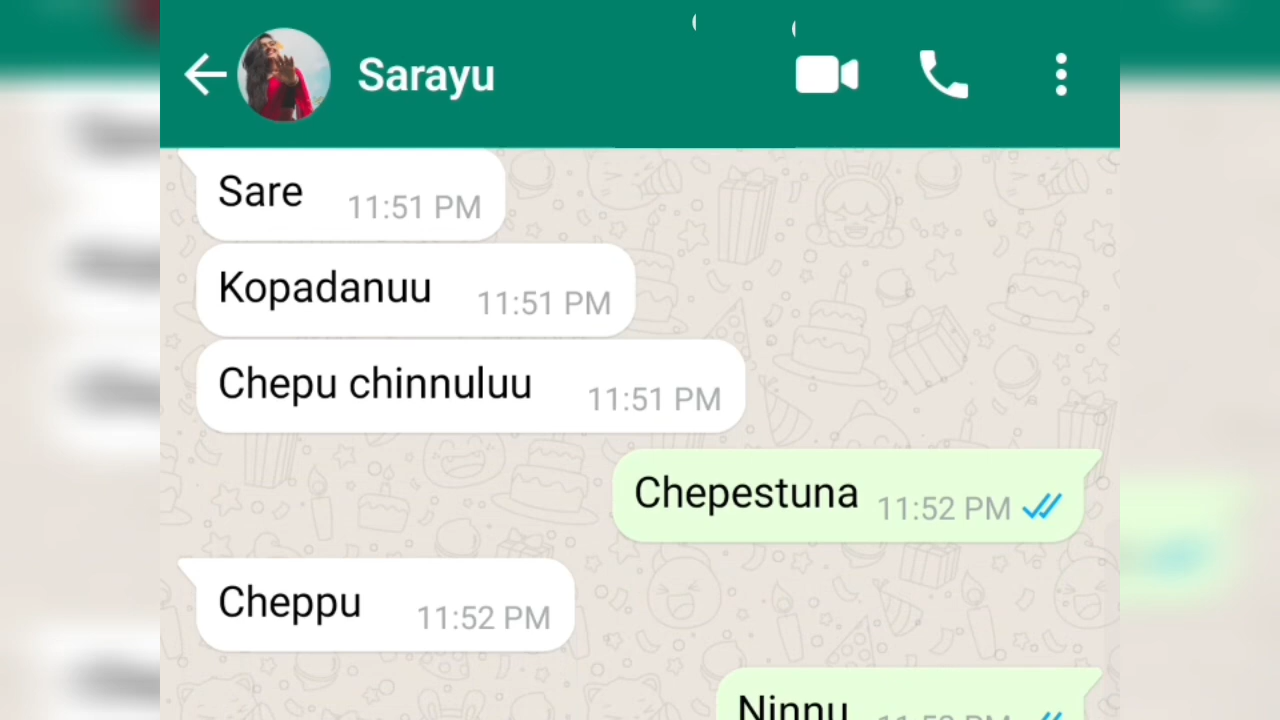 Sarayu
Sare 11:51 PM
Kopadanuu 11:51 PM
Chepu chinnuluu 11:51 PM
Chepestuna 11:52 PM
Cheppu 11:52 PM
Ninnu